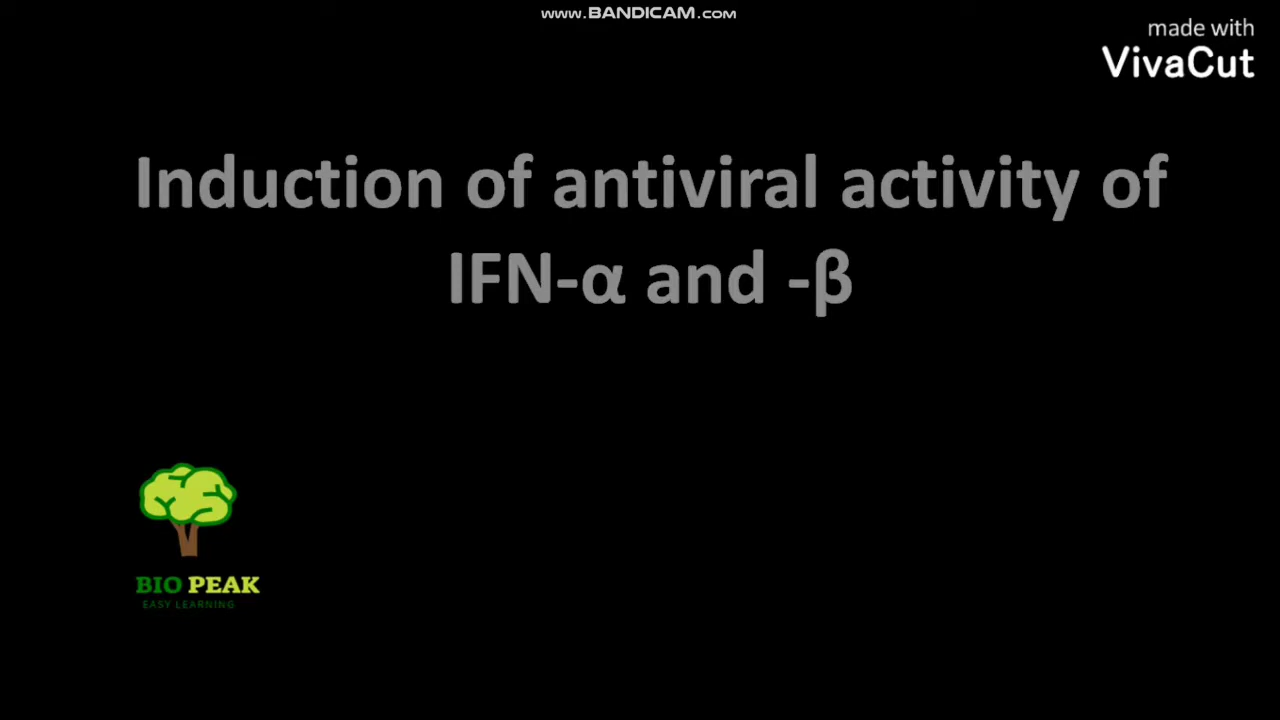 www.BANDICAM.com
made with
VivaCut
Induction of antiviral activity of
IFN-α and -β
BIO PEAK
EASY LEARNING